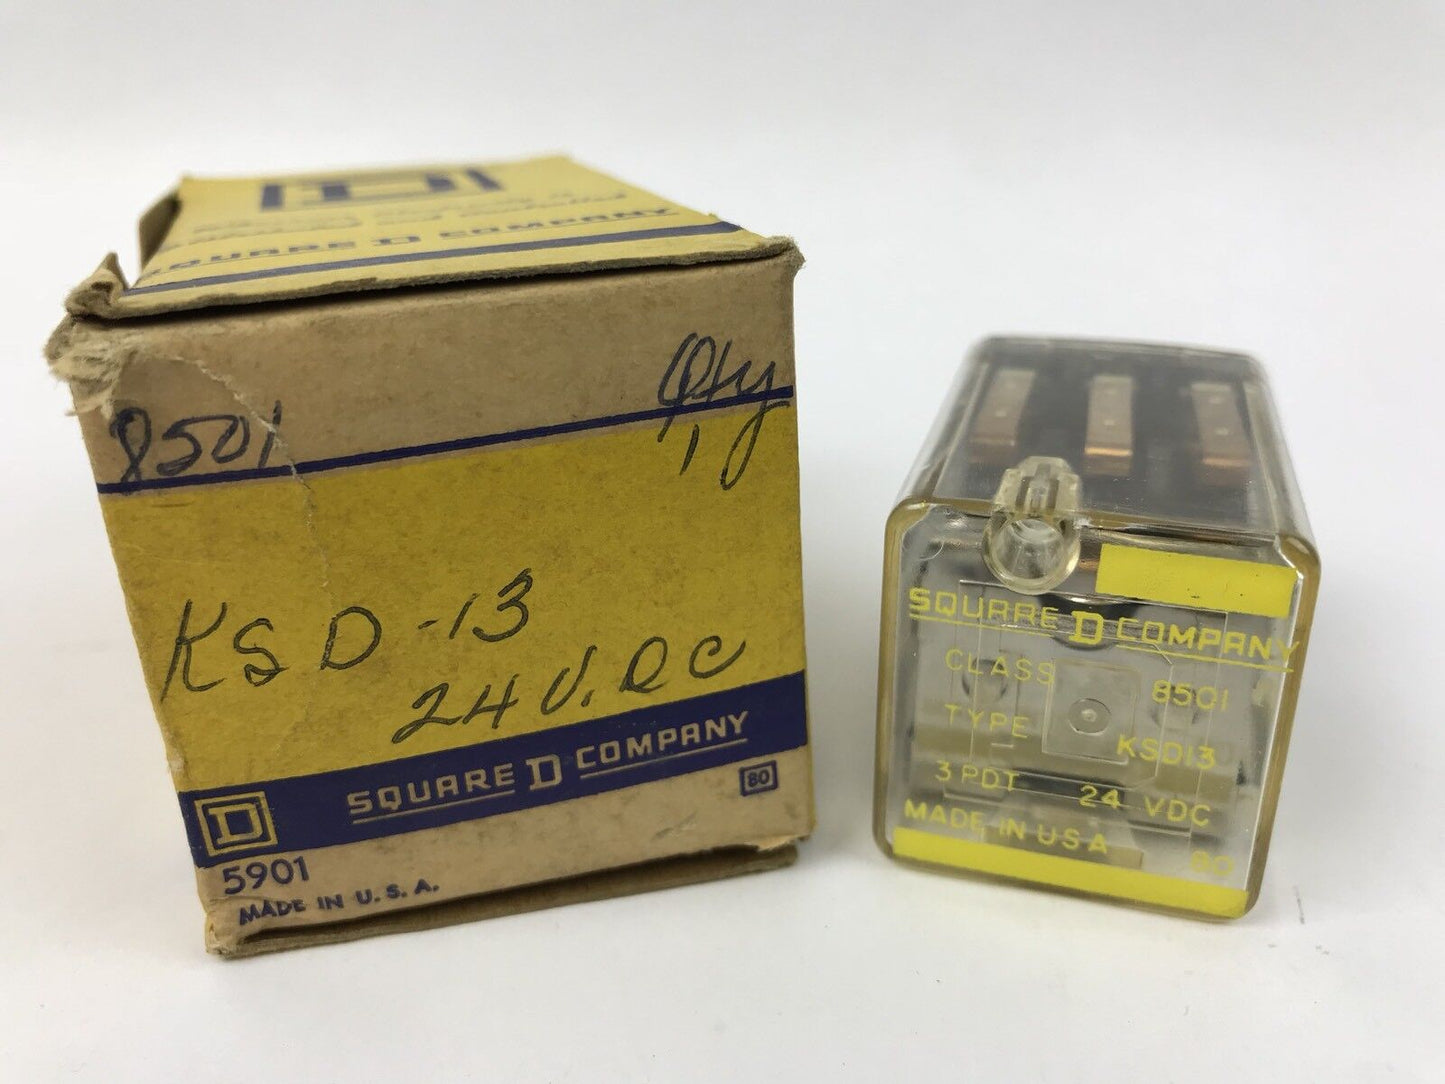 SQUARE D COMPANY
8501
Qty
1
KSD-13
24 V. DC
SQUARE D COMPANY
80
D
5901
MADE IN U.S.A.
SQUARE D COMPANY
CLASS 8501
TYPE KSD13
3 PDT 24 VDC
MADE IN USA 80